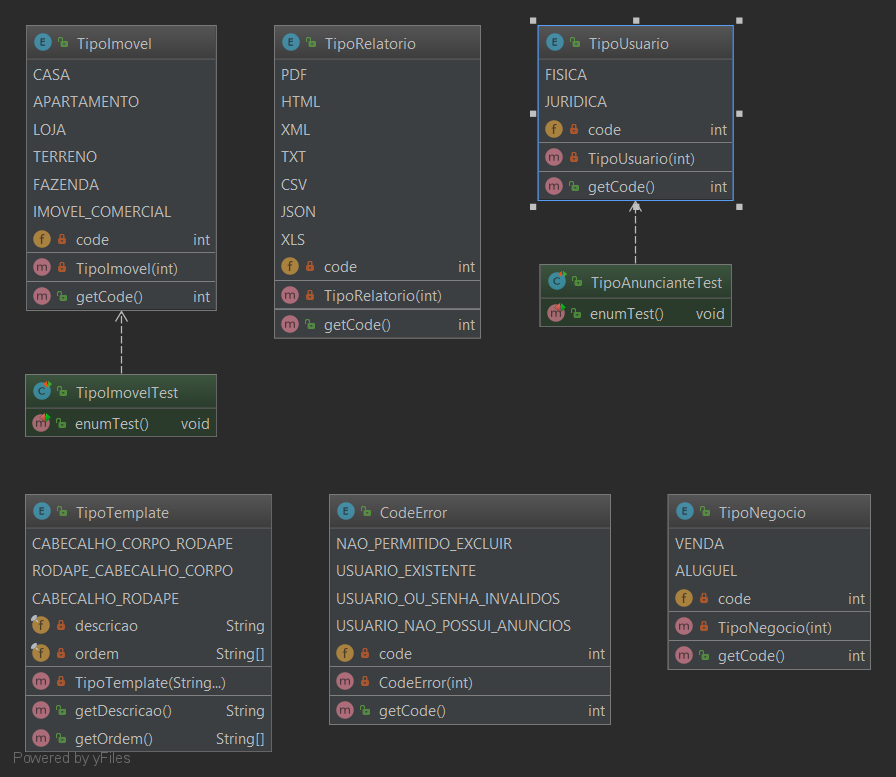 TipoImovel
CASA
APARTAMENTO
LOJA
TERRENO
FAZENDA
IMOVEL_COMERCIAL
code int
TipoImovel(int)
getCode() int
TipoRelatorio
PDF
HTML
XML
TXT
CSV
JSON
XLS
code int
TipoRelatorio(int)
getCode() int
TipoUsuario
FISICA
JURIDICA
code int
TipoUsuario(int)
getCode() int
TipoAnuncianteTest
enumTest() void
TipoImovelTest
enumTest() void
TipoTemplate
CABECALHO_CORPO_RODAPE
RODAPE_CABECALHO_CORPO
CABECALHO_RODAPE
descricao String
ordem String[]
TipoTemplate(String...)
getDescricao() String
getOrdem() String[]
CodeError
NAO_PERMITIDO_EXCLUIR
USUARIO_EXISTENTE
USUARIO_OU_SENHA_INVALIDOS
USUARIO_NAO_POSSUI_ANUNCIOS
code int
CodeError(int)
getCode() int
TipoNegocio
VENDA
ALUGUEL
code int
TipoNegocio(int)
getCode() int
Powered by yFiles